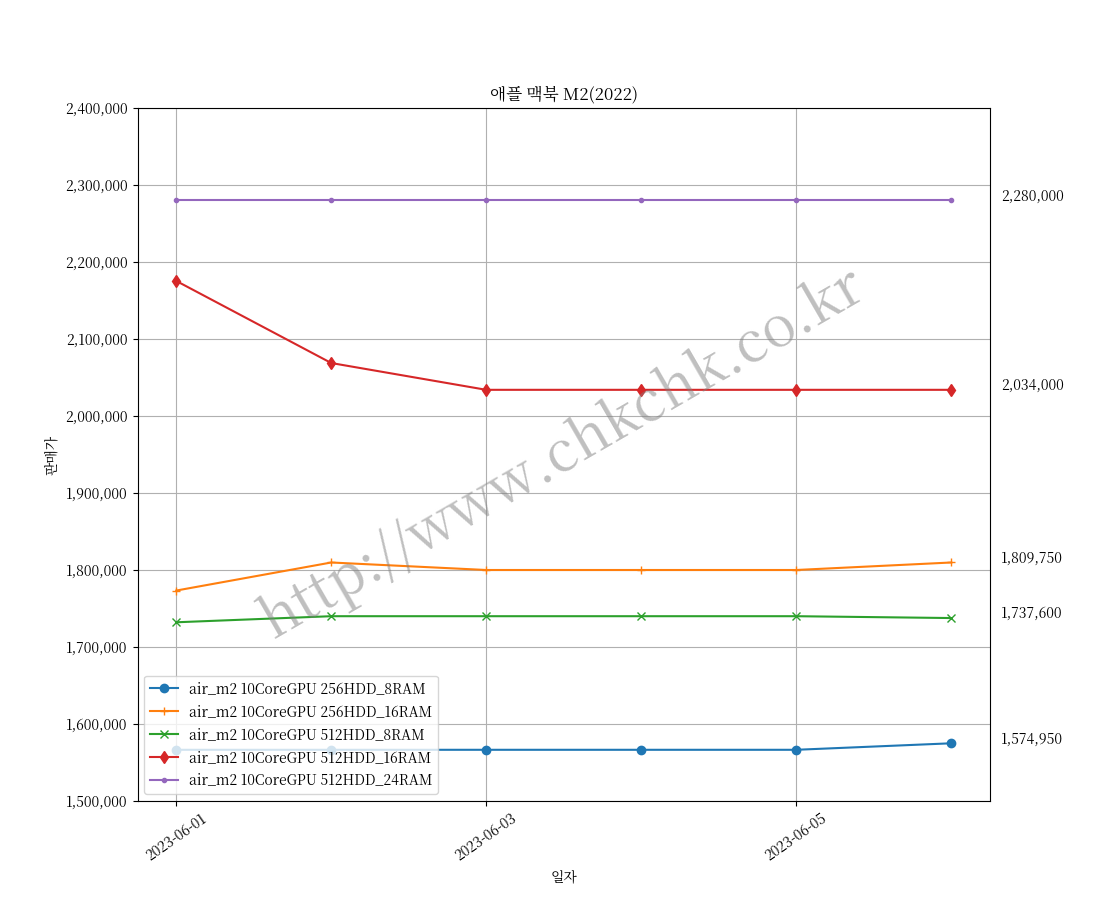 애플 맥북 M2(2022)
2,400,000
2,300,000
2,200,000
2,100,000
2,000,000
1,900,000
1,800,000
1,700,000
1,600,000
1,500,000
판매가
2,280,000
2,034,000
1,809,750
1,737,600
1,574,950
http://www.chkchk.co.kr
air_m2 10CoreGPU 256HDD_8RAM
air_m2 10CoreGPU 256HDD_16RAM
air_m2 10CoreGPU 512HDD_8RAM
air_m2 10CoreGPU 512HDD_16RAM
air_m2 10CoreGPU 512HDD_24RAM
2023-06-01
2023-06-03
2023-06-05
일자